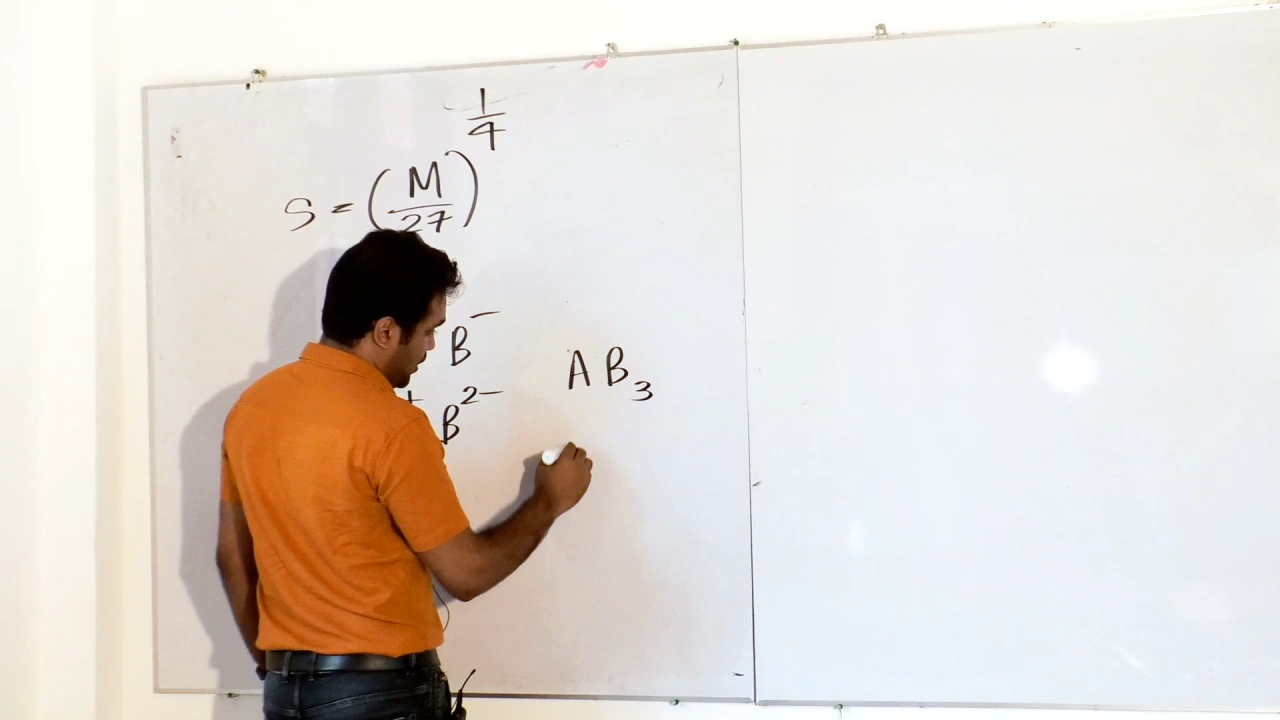 1/4
S = (M/27)
B⁻ AB₃
B²⁻